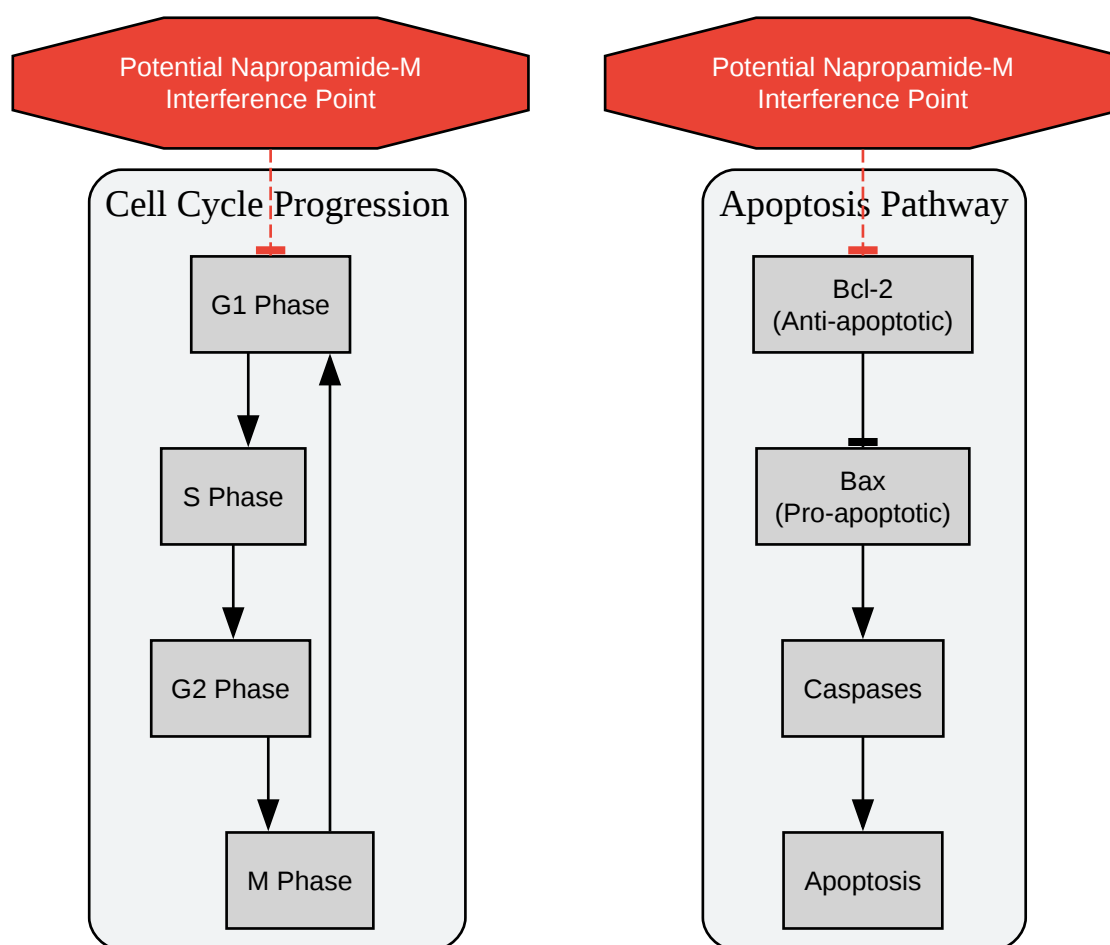 Potential Napropamide-M
Interference Point
Cell Cycle Progression
G1 Phase
S Phase
G2 Phase
M Phase
Potential Napropamide-M
Interference Point
Apoptosis Pathway
Bcl-2
(Anti-apoptotic)
Bax
(Pro-apoptotic)
Caspases
Apoptosis